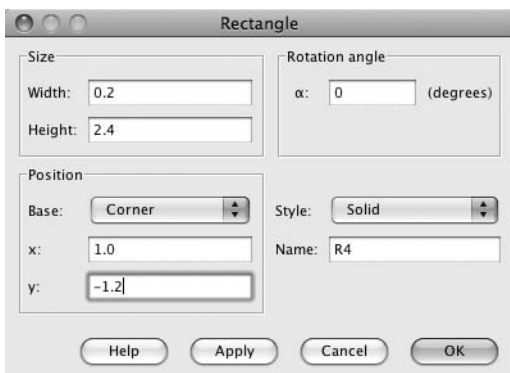 Rectangle
Size
Width: 0.2
Height: 2.4
Rotation angle
α: 0 (degrees)
Position
Base: Corner
x: 1.0
y: -1.2
Style: Solid
Name: R4
Help Apply Cancel OK